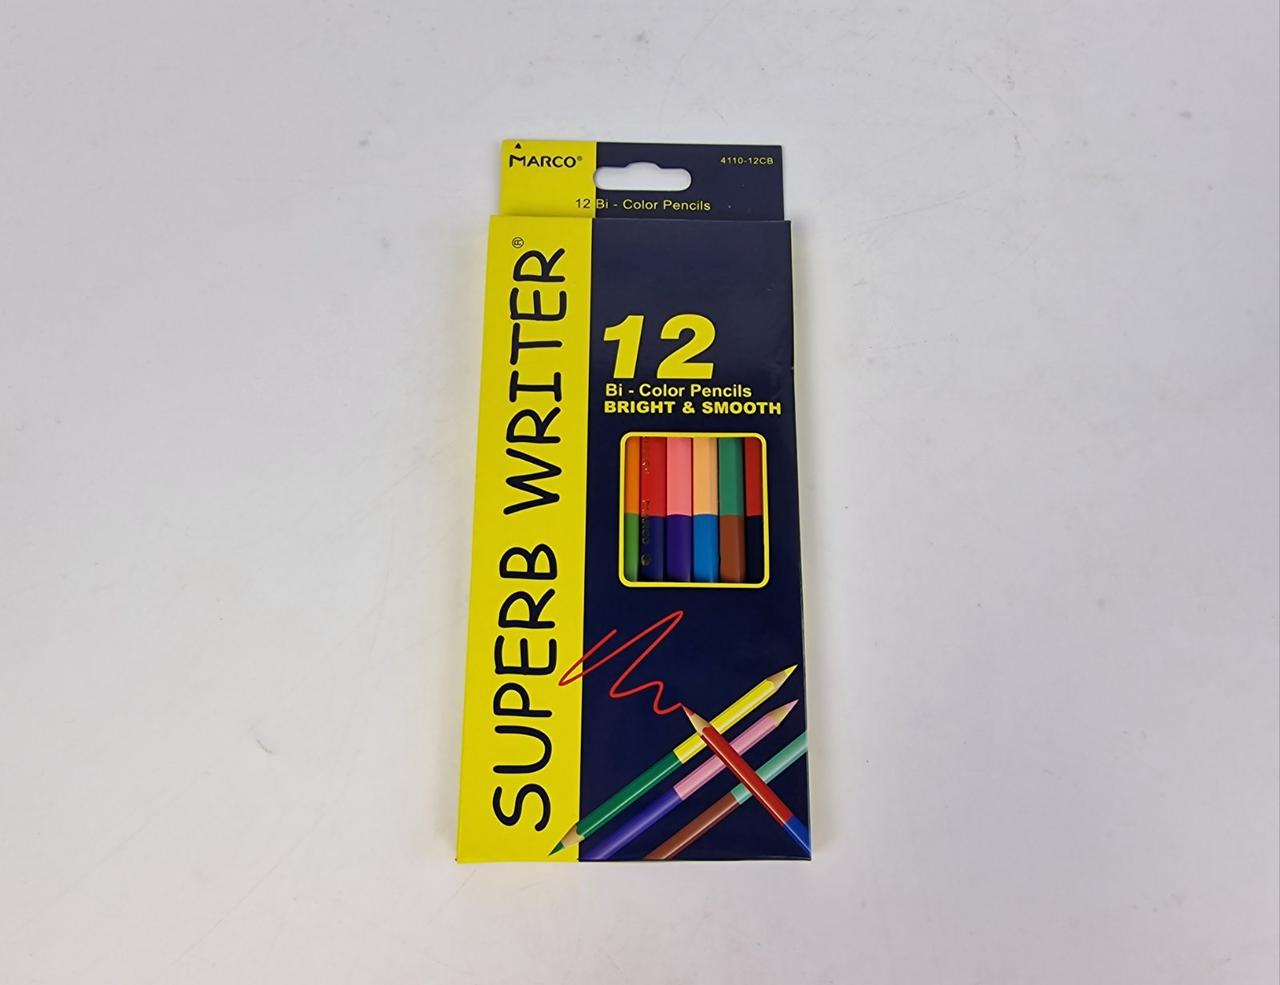 MARCO®
4110-12CB
12 Bi - Color Pencils
SUPERB WRITER®
12
Bi - Color Pencils
BRIGHT & SMOOTH